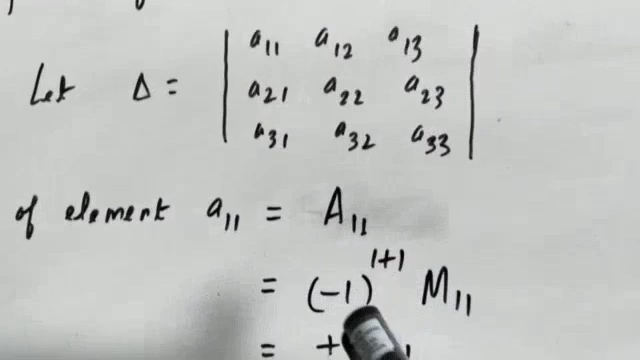 Let Δ = | a₁₁ a₁₂ a₁₃ |
| a₂₁ a₂₂ a₂₃ |
| a₃₁ a₃₂ a₃₃ |
of element a₁₁ = A₁₁
= (-1)¹⁺¹ M₁₁
= +